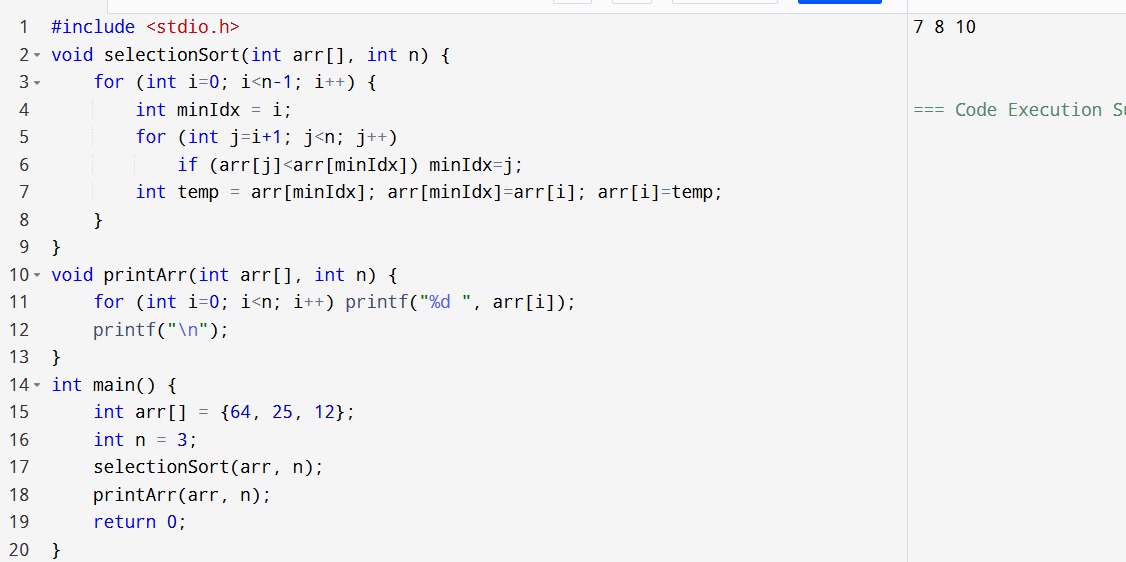 1 #include <stdio.h>
2 void selectionSort(int arr[], int n) {
3 for (int i=0; i<n-1; i++) {
4 int minIdx = i;
5 for (int j=i+1; j<n; j++)
6 if (arr[j]<arr[minIdx]) minIdx=j;
7 int temp = arr[minIdx]; arr[minIdx]=arr[i]; arr[i]=temp;
8 }
9 }
10 void printArr(int arr[], int n) {
11 for (int i=0; i<n; i++) printf("%d ", arr[i]);
12 printf("\n");
13 }
14 int main() {
15 int arr[] = {64, 25, 12};
16 int n = 3;
17 selectionSort(arr, n);
18 printArr(arr, n);
19 return 0;
20 }
7 8 10
=== Code Execution Su